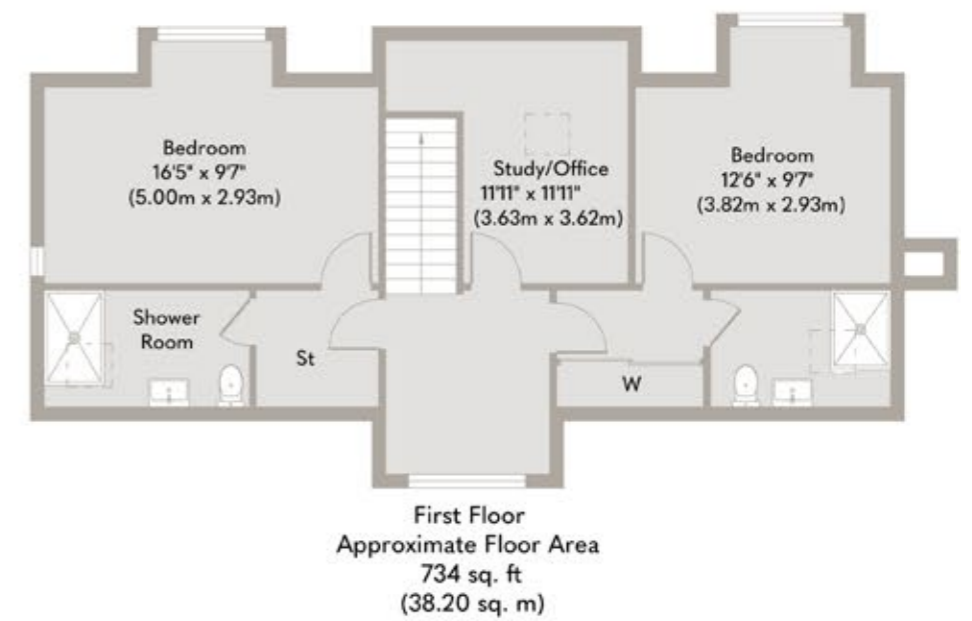 Bedroom
16'5" x 9'7"
(5.00m x 2.93m)
Study/Office
11'11" x 11'11"
(3.63m x 3.62m)
Bedroom
12'6" x 9'7"
(3.82m x 2.93m)
Shower
Room
St
W
First Floor
Approximate Floor Area
734 sq. ft
(38.20 sq. m)